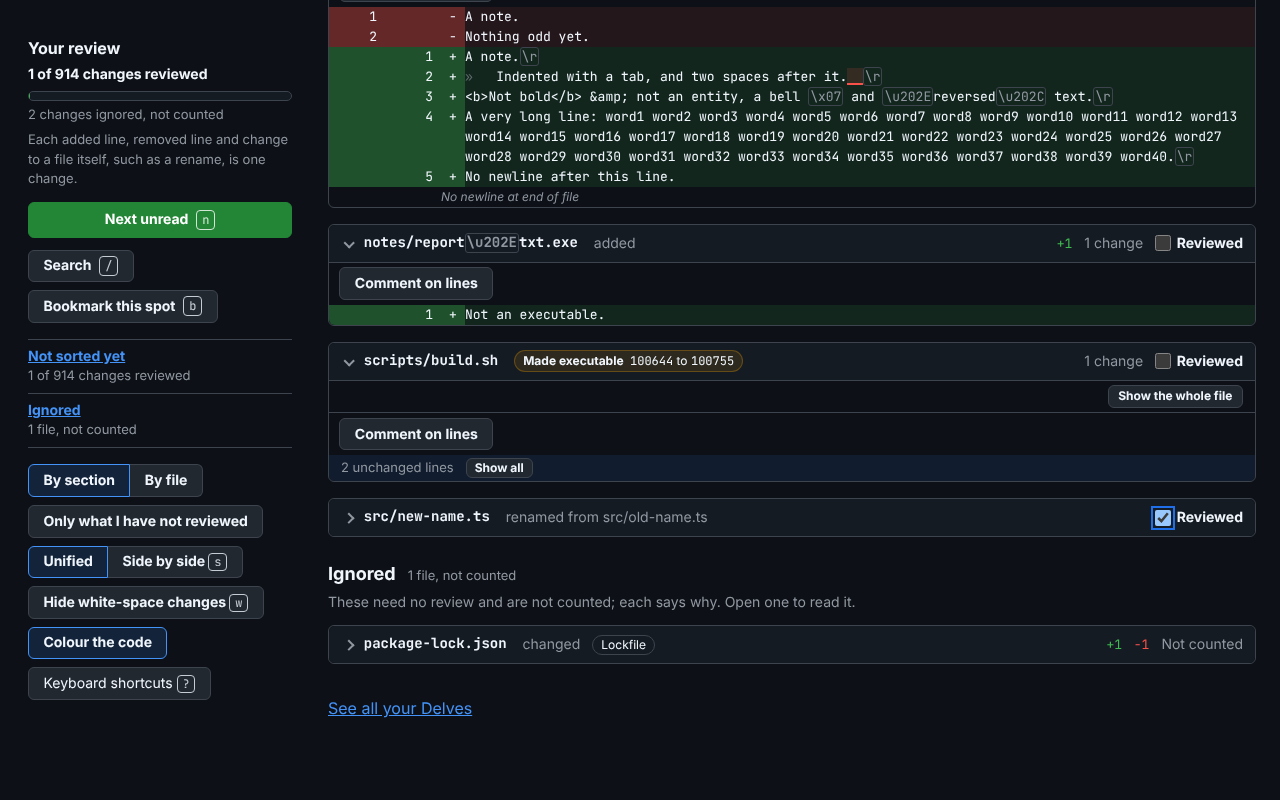 Your review
1 of 914 changes reviewed
2 changes ignored, not counted
Each added line, removed line and change
to a file itself, such as a rename, is one
change.
Next unread n
Search /
Bookmark this spot b
Not sorted yet
1 of 914 changes reviewed
Ignored
1 file, not counted
By section By file
Only what I have not reviewed
Unified Side by side s
Hide white-space changes w
Colour the code
Keyboard shortcuts ?
1 - A note.
2 - Nothing odd yet.
1 + A note.\r
2 + » Indented with a tab, and two spaces after it. \r
3 + <b>Not bold</b> &amp; not an entity, a bell \x07 and \u202Ereversed\u202C text.\r
4 + A very long line: word1 word2 word3 word4 word5 word6 word7 word8 word9 word10 word11 word12 word13
word14 word15 word16 word17 word18 word19 word20 word21 word22 word23 word24 word25 word26 word27
word28 word29 word30 word31 word32 word33 word34 word35 word36 word37 word38 word39 word40.\r
5 + No newline after this line.
No newline at end of file
notes/report\u202Etxt.exe added +1 1 change Reviewed
Comment on lines
1 + Not an executable.
scripts/build.sh Made executable 100644 to 100755 1 change Reviewed
Show the whole file
Comment on lines
2 unchanged lines Show all
src/new-name.ts renamed from src/old-name.ts Reviewed
Ignored 1 file, not counted
These need no review and are not counted; each says why. Open one to read it.
package-lock.json changed Lockfile +1 -1 Not counted
See all your Delves